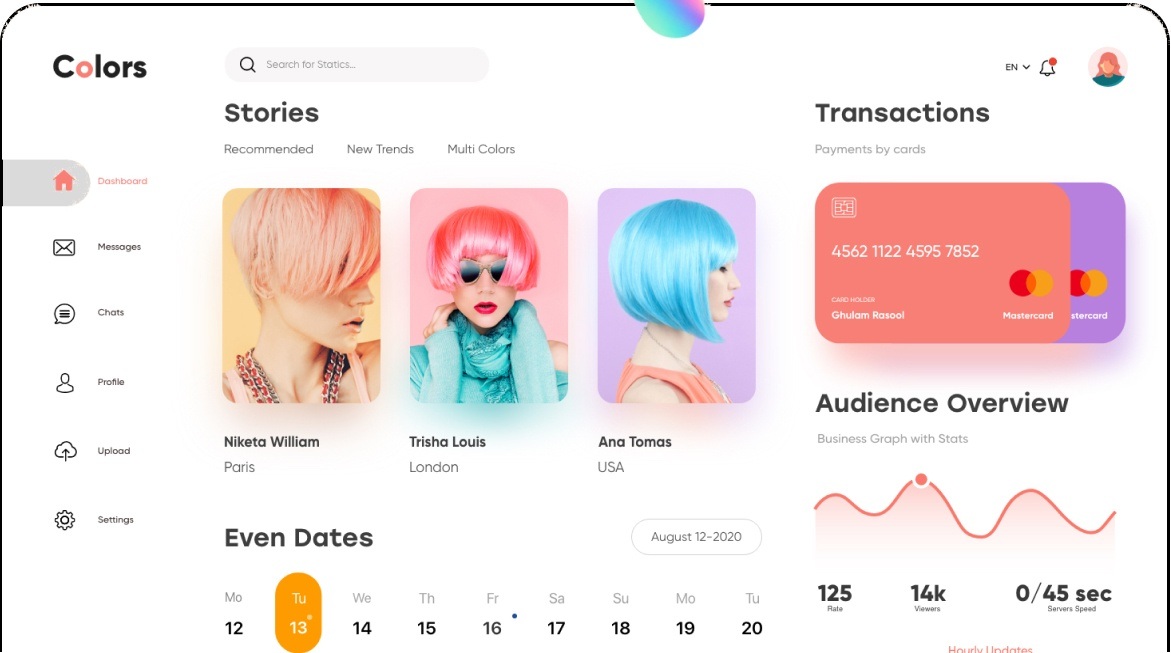 Colors
Search for Statics...
EN
Stories
Recommended New Trends Multi Colors
Transactions
Payments by cards
Dashboard
Messages
Chats
Profile
Upload
Settings
4562 1122 4595 7852
CARD HOLDER
Ghulam Rasool
Mastercard
stercard
Niketa William
Paris
Trisha Louis
London
Ana Tomas
USA
Audience Overview
Business Graph with Stats
Even Dates
August 12-2020
Mo Tu We Th Fr Sa Su Mo Tu
12 13 14 15 16 17 18 19 20
125 14k 0/45 sec
Rate Viewers Servers Speed
Hourly Updates